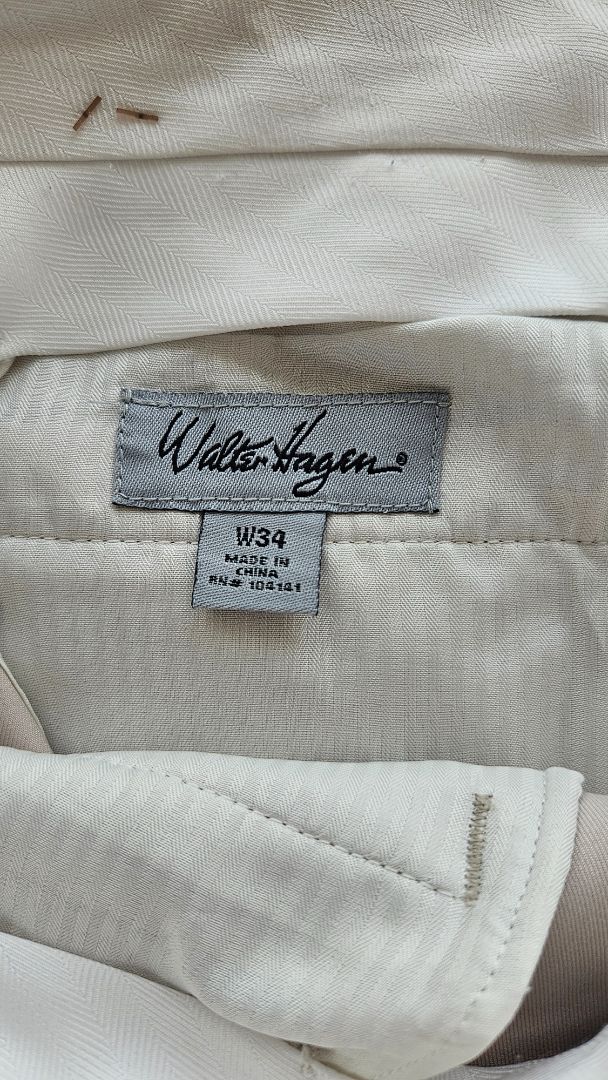 Walter Hagen®
W34
MADE IN
CHINA
RN# 104141